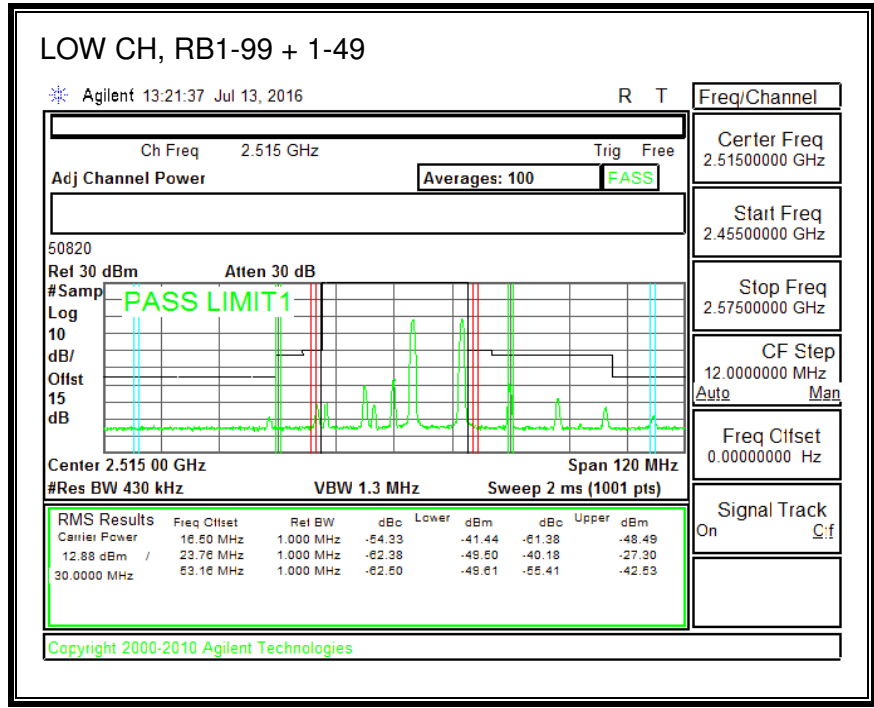 LOW CH, RB1-99 + 1-49
Agilent 13:21:37 Jul 13, 2016 R T
Freq/Channel
Ch Freq 2.515 GHz Trig Free
Adj Channel Power Averages: 100 PASS
Center Freq
2.51500000 GHz
Start Freq
2.45500000 GHz
50820
Ref 30 dBm Atten 30 dB
#Samp
Log
10
dB/
Offst
15
dB
PASS LIMIT1
Stop Freq
2.57500000 GHz
CF Step
12.0000000 MHz
Auto Man
Freq Offset
0.00000000 Hz
Center 2.515 00 GHz Span 120 MHz
#Res BW 430 kHz VBW 1.3 MHz Sweep 2 ms (1001 pts)
Signal Track
On Off
RMS Results Freq Offset Ref BW dBc Lower dBm dBc Upper dBm
Carrier Power 16.50 MHz 1.000 MHz -54.33 -41.44 -61.38 -48.49
12.88 dBm / 23.76 MHz 1.000 MHz -62.38 -49.50 -40.18 -27.30
30.0000 MHz 53.16 MHz 1.000 MHz -62.50 -49.61 -55.41 -42.53
Copyright 2000-2010 Agilent Technologies